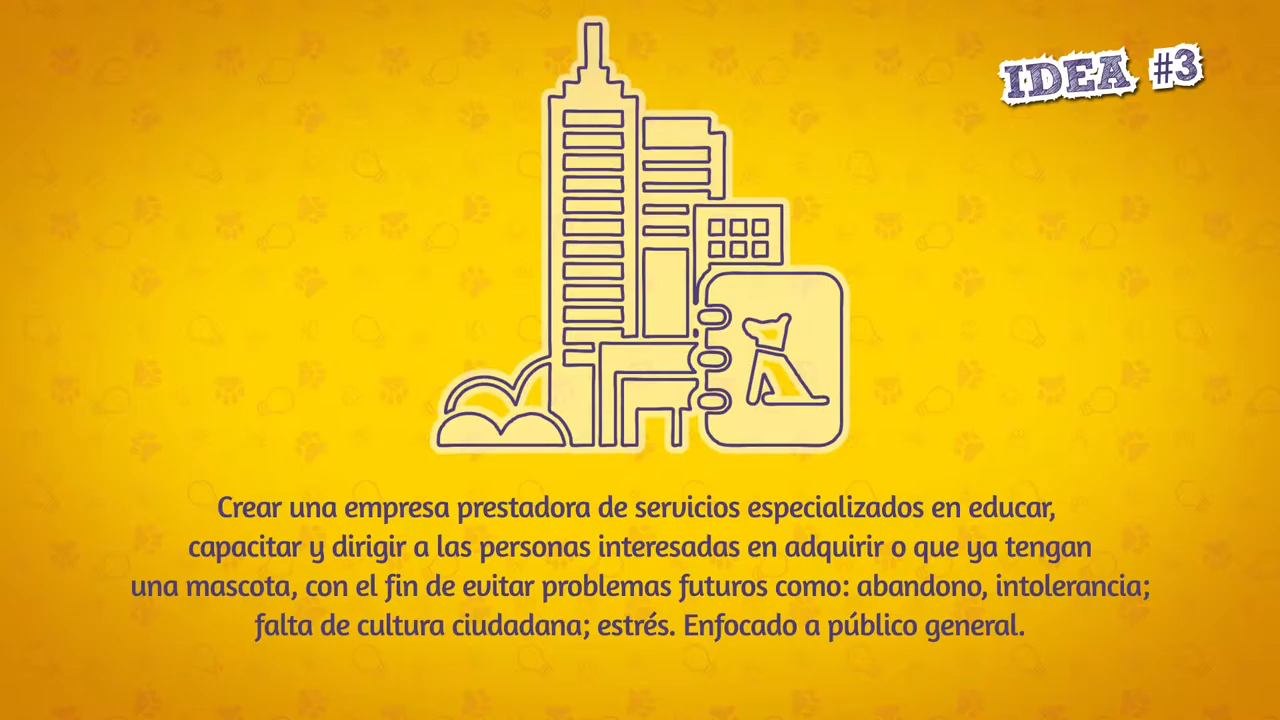 IDEA #3
Crear una empresa prestadora de servicios especializados en educar,
capacitar y dirigir a las personas interesadas en adquirir o que ya tengan
una mascota, con el fin de evitar problemas futuros como: abandono, intolerancia;
falta de cultura ciudadana; estrés. Enfocado a público general.